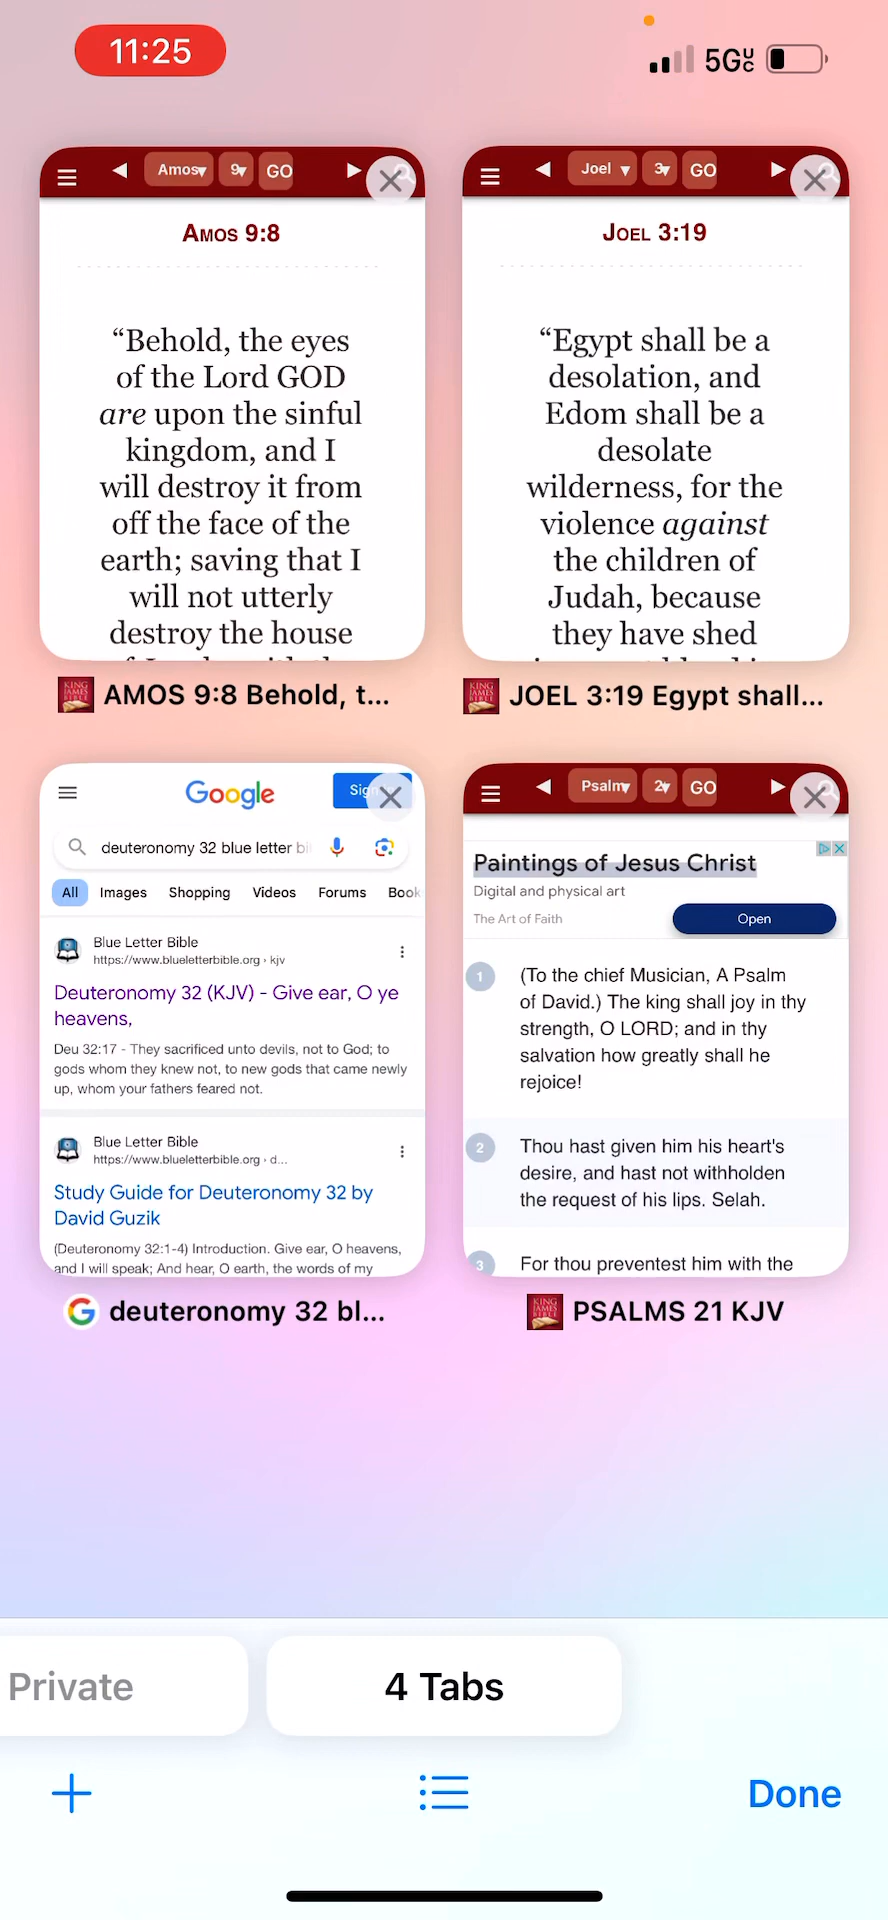 11:25
5GUC
Amos▾ 9▾ GO
AMOS 9:8
“Behold, the eyes
of the Lord GOD
are upon the sinful
kingdom, and I
will destroy it from
off the face of the
earth; saving that I
will not utterly
destroy the house
KING JAMES BIBLE
AMOS 9:8 Behold, t...
Joel ▾ 3▾ GO
JOEL 3:19
“Egypt shall be a
desolation, and
Edom shall be a
desolate
wilderness, for the
violence against
the children of
Judah, because
they have shed
KING JAMES BIBLE
JOEL 3:19 Egypt shall...
Google
deuteronomy 32 blue letter bi
All Images Shopping Videos Forums Book
Blue Letter Bible
https://www.blueletterbible.org › kjv
Deuteronomy 32 (KJV) - Give ear, O ye
heavens,
Deu 32:17 - They sacrificed unto devils, not to God; to
gods whom they knew not, to new gods that came newly
up, whom your fathers feared not.
Blue Letter Bible
https://www.blueletterbible.org › d...
Study Guide for Deuteronomy 32 by
David Guzik
(Deuteronomy 32:1-4) Introduction. Give ear, O heavens,
and I will speak; And hear, O earth, the words of my
deuteronomy 32 bl...
Psalm▾ 2▾ GO
Paintings of Jesus Christ
Digital and physical art
The Art of Faith
Open
1 (To the chief Musician, A Psalm
of David.) The king shall joy in thy
strength, O LORD; and in thy
salvation how greatly shall he
rejoice!
2 Thou hast given him his heart's
desire, and hast not withholden
the request of his lips. Selah.
3 For thou preventest him with the
KING JAMES BIBLE
PSALMS 21 KJV
Private
4 Tabs
Done